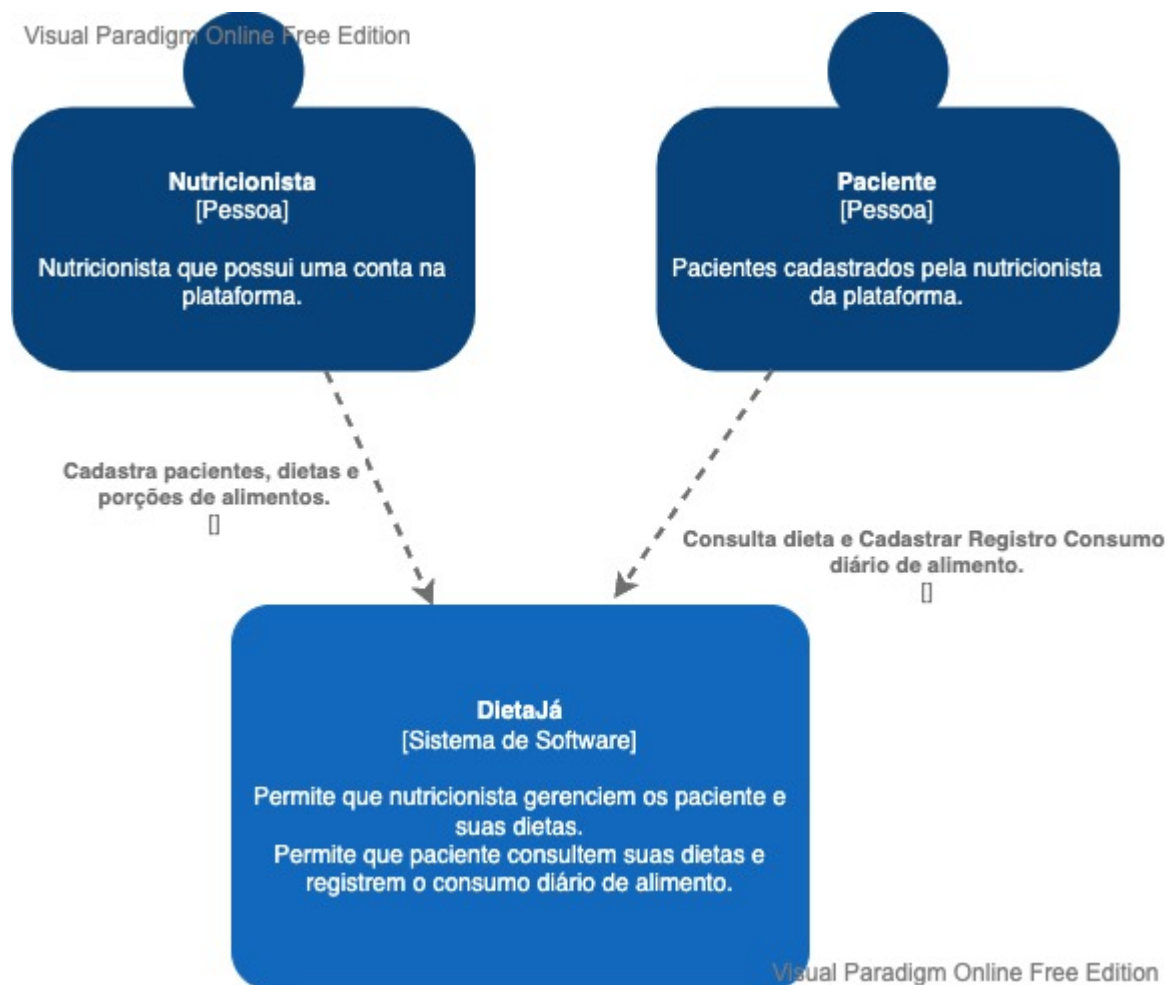 Visual Paradigm Online Free Edition
Nutricionista
[Pessoa]
Nutricionista que possui uma conta na
plataforma.
Paciente
[Pessoa]
Pacientes cadastrados pela nutricionista
da plataforma.
Cadastra pacientes, dietas e
porções de alimentos.
[]
Consulta dieta e Cadastrar Registro Consumo
diário de alimento.
[]
DietaJá
[Sistema de Software]
Permite que nutricionista gerenciem os paciente e
suas dietas.
Permite que paciente consultem suas dietas e
registrem o consumo diário de alimento.
Visual Paradigm Online Free Edition